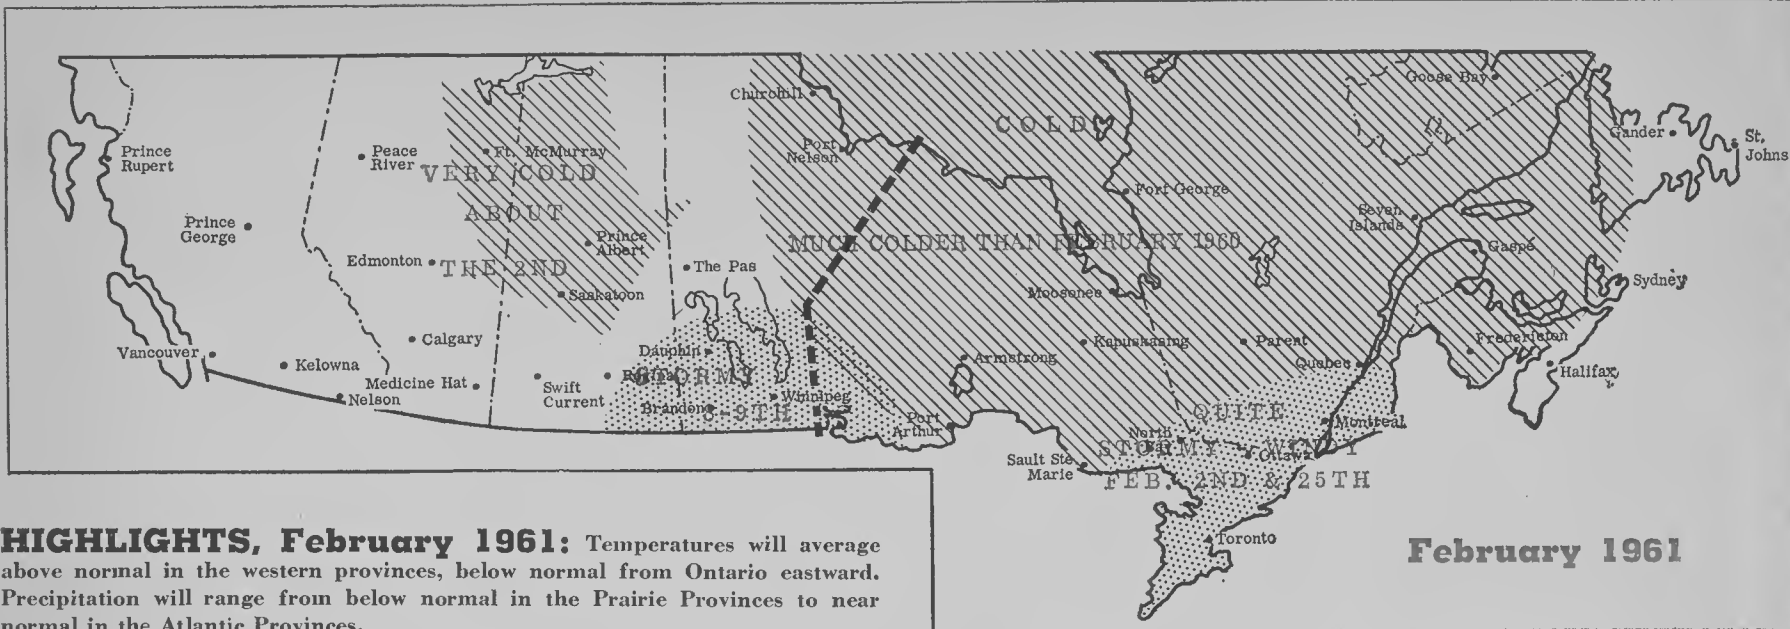 Goose Bay
Churchill
COLD
Gander
St.
Johns
Port
Nelson
Prince
Rupert
Peace
River
Ft. McMurray
VERY COLD
Fort George
ABOUT
Seven
Islands
Prince
George
Prince
Albert
MUCH COLDER THAN FEBRUARY 1960
Gaspé
Edmonton
THE 2ND
The Pas
Saskatoon
Moosonee
Sydney
Calgary
Vancouver
Kelowna
Dauphin
Armstrong
Kapuskasing
Parent
Quebec
Fredericton
Halifax
Medicine Hat
Nelson
Swift
Current
Regina
STORMY
Brandon
8-9TH
Winnipeg
Port
Arthur
QUITE
Montreal
North
STORMY - WINDY
Ottawa
Sault Ste
Marie
FEB. 2ND & 25TH
Toronto
February 1961
HIGHLIGHTS, February 1961: Temperatures will average
above normal in the western provinces, below normal from Ontario eastward.
Precipitation will range from below normal in the Prairie Provinces to near
normal in the Atlantic Provinces.